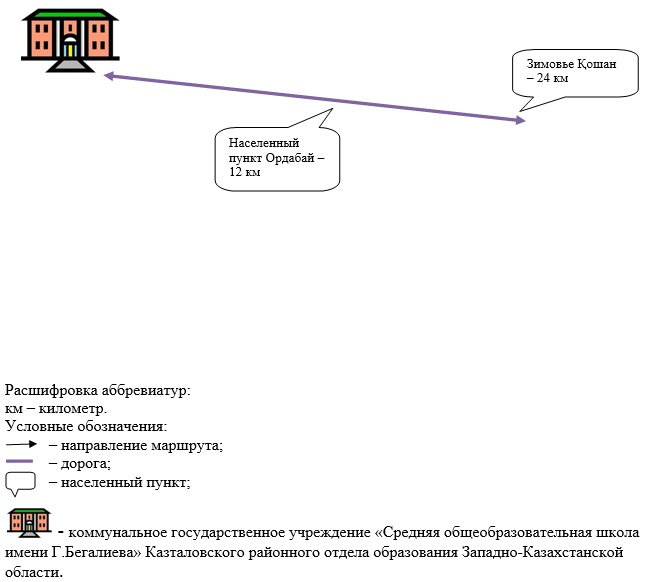 Зимовье Қошан
– 24 км
Населенный
пункт Ордабай –
12 км
Расшифровка аббревиатур:
км – километр.
Условные обозначения:
– направление маршрута;
– дорога;
– населенный пункт;
- коммунальное государственное учреждение «Средняя общеобразовательная школа
имени Г.Бегалиева» Казталовского районного отдела образования Западно-Казахстанской
области.